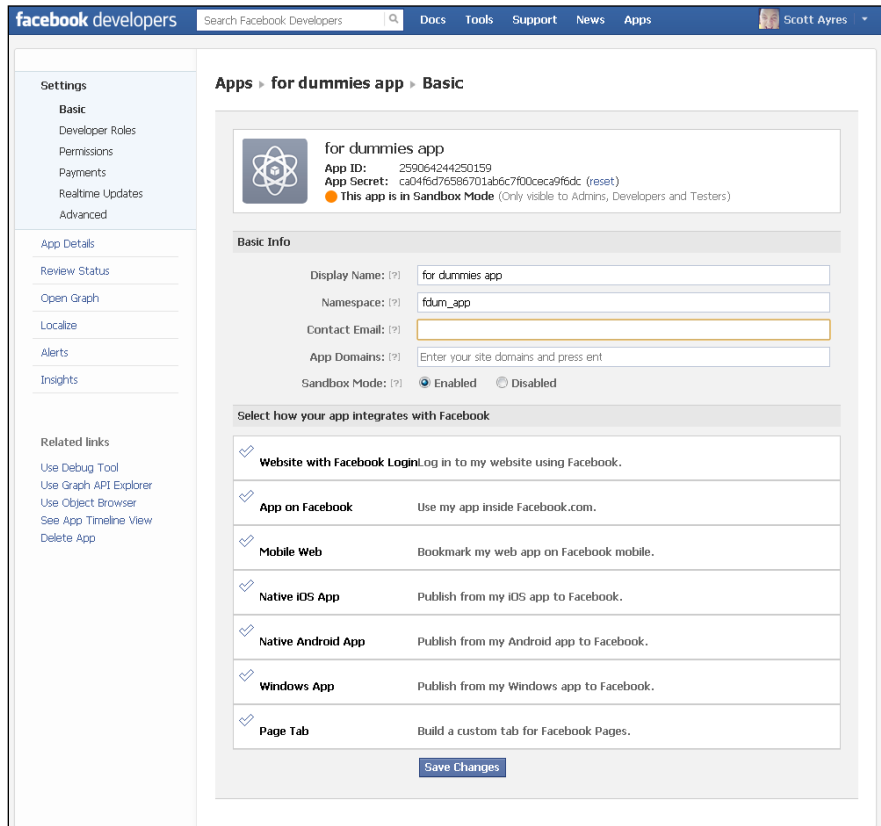 facebook developers
Search Facebook Developers
Docs Tools Support News Apps
Scott Ayres
Settings
Basic
Developer Roles
Permissions
Payments
Realtime Updates
Advanced
App Details
Review Status
Open Graph
Localize
Alerts
Insights
Related links
Use Debug Tool
Use Graph API Explorer
Use Object Browser
See App Timeline View
Delete App
Apps ▸ for dummies app ▸ Basic
for dummies app
App ID: 259064244250159
App Secret: ca04f6d76586701ab6c7f00ceca9f6dc (reset)
This app is in Sandbox Mode (Only visible to Admins, Developers and Testers)
Basic Info
Display Name: [?] for dummies app
Namespace: [?] fdum_app
Contact Email: [?]
App Domains: [?] Enter your site domains and press ent
Sandbox Mode: [?] Enabled Disabled
Select how your app integrates with Facebook
Website with Facebook Login Log in to my website using Facebook.
App on Facebook Use my app inside Facebook.com.
Mobile Web Bookmark my web app on Facebook mobile.
Native iOS App Publish from my iOS app to Facebook.
Native Android App Publish from my Android app to Facebook.
Windows App Publish from my Windows app to Facebook.
Page Tab Build a custom tab for Facebook Pages.
Save Changes